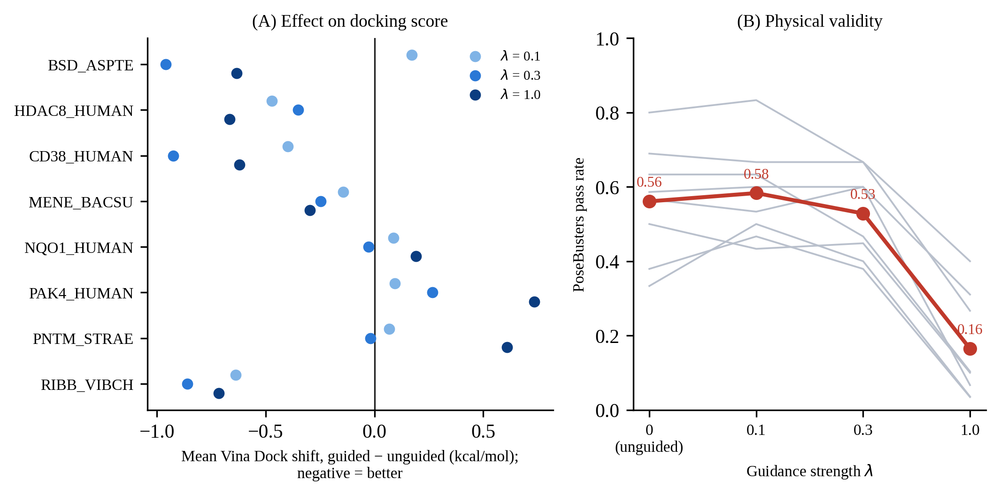 (A) Effect on docking score
BSD_ASPTE
HDAC8_HUMAN
CD38_HUMAN
MENE_BACSU
NQO1_HUMAN
PAK4_HUMAN
PNTM_STRAE
RIBB_VIBCH
λ = 0.1
λ = 0.3
λ = 1.0
−1.0 −0.5 0.0 0.5
Mean Vina Dock shift, guided − unguided (kcal/mol);
negative = better
(B) Physical validity
PoseBusters pass rate
1.0
0.8
0.6
0.4
0.2
0.0
0.56
0.58
0.53
0.16
0 0.1 0.3 1.0
(unguided)
Guidance strength λ